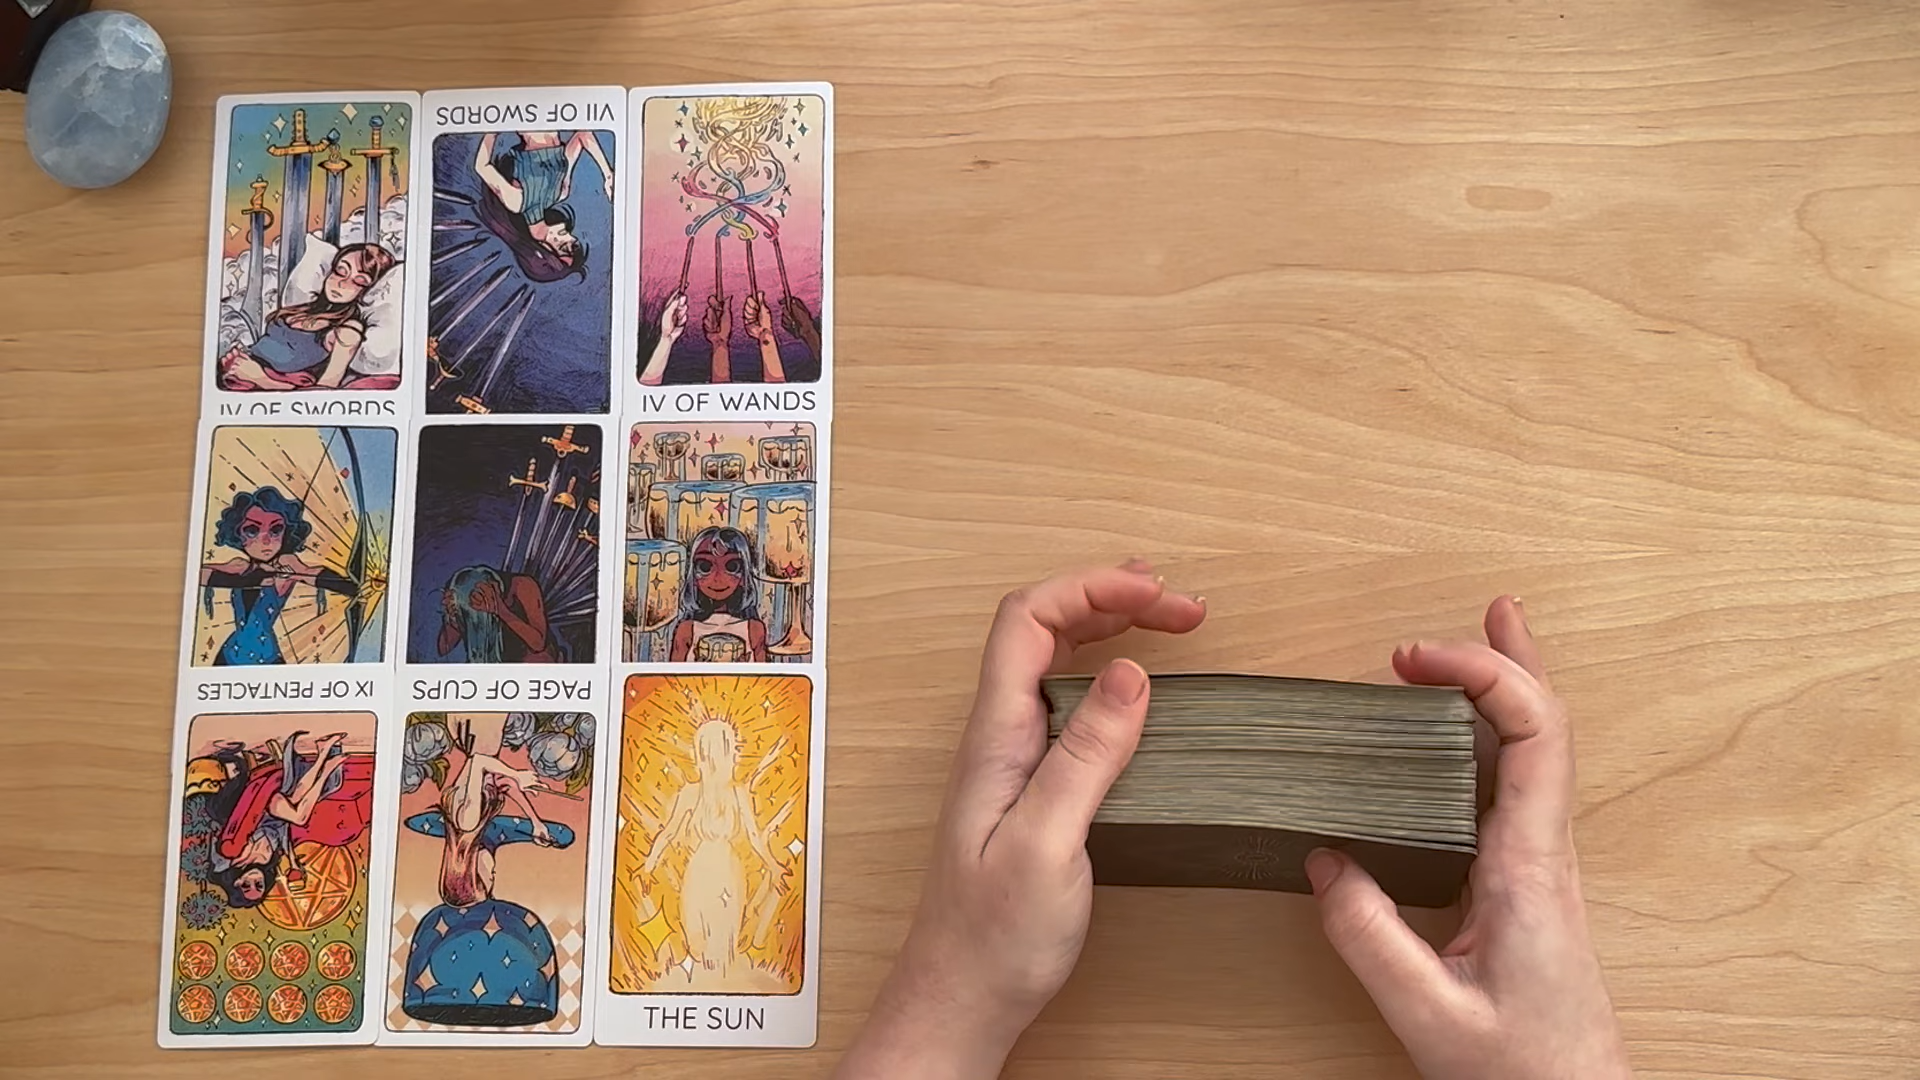 VII OF SWORDS
IV OF SWORDS
IV OF WANDS
IX OF PENTACLES
PAGE OF CUPS
THE SUN